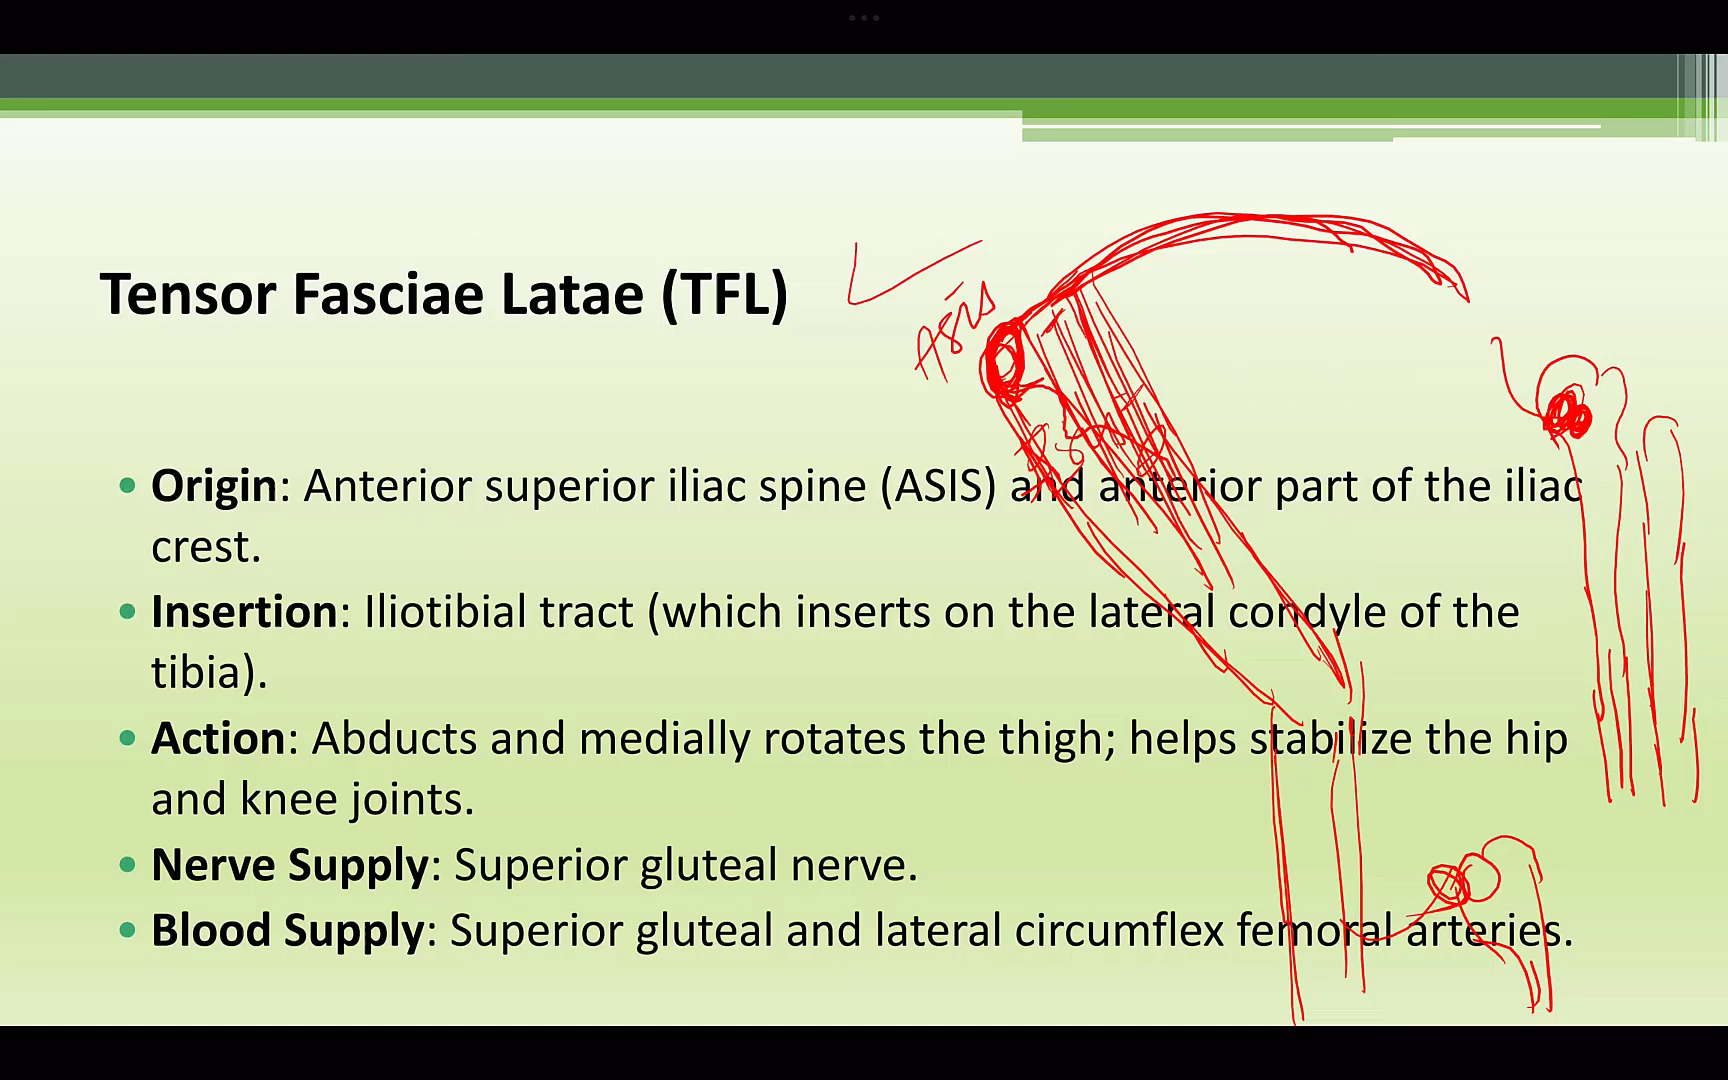 Tensor Fasciae Latae (TFL)
ASIS
• Origin: Anterior superior iliac spine (ASIS) and anterior part of the iliac
crest.
• Insertion: Iliotibial tract (which inserts on the lateral condyle of the
tibia).
• Action: Abducts and medially rotates the thigh; helps stabilize the hip
and knee joints.
• Nerve Supply: Superior gluteal nerve.
• Blood Supply: Superior gluteal and lateral circumflex femoral arteries.